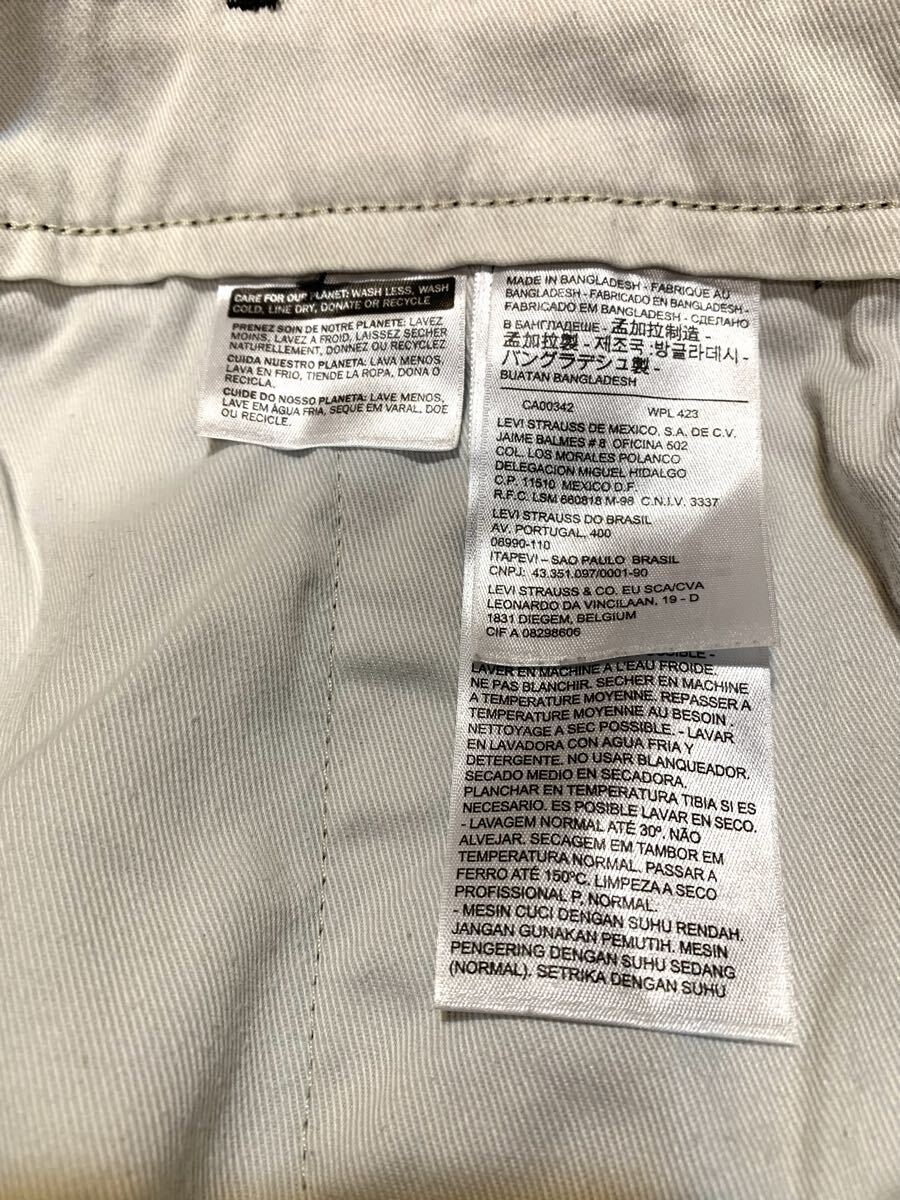 CARE FOR OUR PLANET: WASH LESS, WASH
COLD, LINE DRY, DONATE OR RECYCLE
PRENEZ SOIN DE NOTRE PLANETE: LAVEZ
MOINS, LAVEZ A FROID, LAISSEZ SECHER
NATURELLEMENT, DONNEZ OU RECYCLEZ
CUIDA NUESTRO PLANETA: LAVA MENOS,
LAVA EN FRIO, TIENDE LA ROPA, DONA O
RECICLA.
CUIDE DO NOSSO PLANETA: LAVE MENOS,
LAVE EM ÁGUA FRIA, SEQUE EM VARAL, DOE
OU RECICLE.
MADE IN BANGLADESH - FABRIQUE AU
BANGLADESH - FABRICADO EN BANGLADESH -
FABRICADO EM BANGLADESH - СДЕЛАНО
В БАНГЛАДЕШЕ - 孟加拉制造 -
孟加拉製 - 제조국 : 방글라데시 -
バングラデシュ製 -
BUATAN BANGLADESH
CA00342 WPL 423
LEVI STRAUSS DE MEXICO, S.A. DE C.V.
JAIME BALMES # 8 OFICINA 502
COL. LOS MORALES POLANCO
DELEGACION MIGUEL HIDALGO
C.P. 11510 MEXICO D.F.
R.F.C. LSM 660818 M-98 C.N.I.V. 3337
LEVI STRAUSS DO BRASIL
AV. PORTUGAL, 400
06990-110
ITAPEVI – SAO PAULO BRASIL
CNPJ: 43.351.097/0001-90
LEVI STRAUSS & CO. EU SCA/CVA
LEONARDO DA VINCILAAN, 19 - D
1831 DIEGEM, BELGIUM
CIF A 08298606
POSSIBLE -
LAVER EN MACHINE A L'EAU FROIDE.
NE PAS BLANCHIR. SECHER EN MACHINE
A TEMPERATURE MOYENNE. REPASSER A
TEMPERATURE MOYENNE AU BESOIN.
NETTOYAGE A SEC POSSIBLE. - LAVAR
EN LAVADORA CON AGUA FRIA Y
DETERGENTE. NO USAR BLANQUEADOR.
SECADO MEDIO EN SECADORA.
PLANCHAR EN TEMPERATURA TIBIA SI ES
NECESARIO. ES POSIBLE LAVAR EN SECO.
- LAVAGEM NORMAL ATÉ 30º. NÃO
ALVEJAR. SECAGEM EM TAMBOR EM
TEMPERATURA NORMAL. PASSAR A
FERRO ATÉ 150ºC. LIMPEZA A SECO
PROFISSIONAL P, NORMAL.
- MESIN CUCI DENGAN SUHU RENDAH.
JANGAN GUNAKAN PEMUTIH. MESIN
PENGERING DENGAN SUHU SEDANG
(NORMAL). SETRIKA DENGAN SUHU